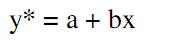 y* = a + bx